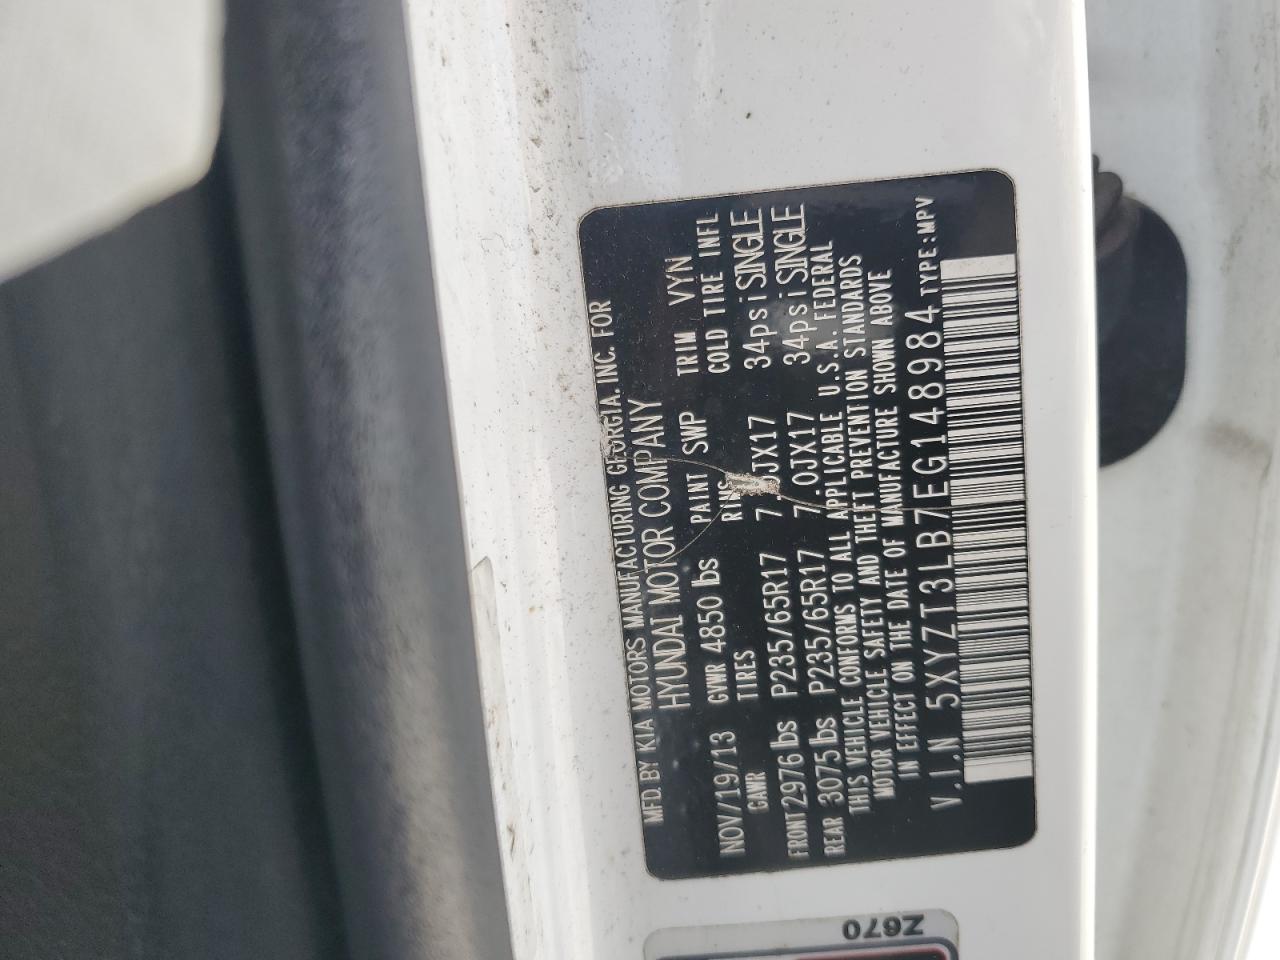 MFD. BY KIA MOTORS MANUFACTURING GEORGIA. INC. FOR
HYUNDAI MOTOR COMPANY
NOV/19/13 GVWR 4850 lbs PAINT SWP TRIM VYN
GAWR TIRES RIMS COLD TIRE INFL
FRONT 2976 lbs P235/65R17 7.0JX17 34psi SINGLE
REAR 3075 lbs P235/65R17 7.0JX17 34psi SINGLE
THIS VEHICLE CONFORMS TO ALL APPLICABLE U.S.A. FEDERAL
MOTOR VEHICLE SAFETY AND THEFT PREVENTION STANDARDS
IN EFFECT ON THE DATE OF MANUFACTURE SHOWN ABOVE
V.I.N 5XYZT3LB7EG148984 TYPE:MPV
Z670